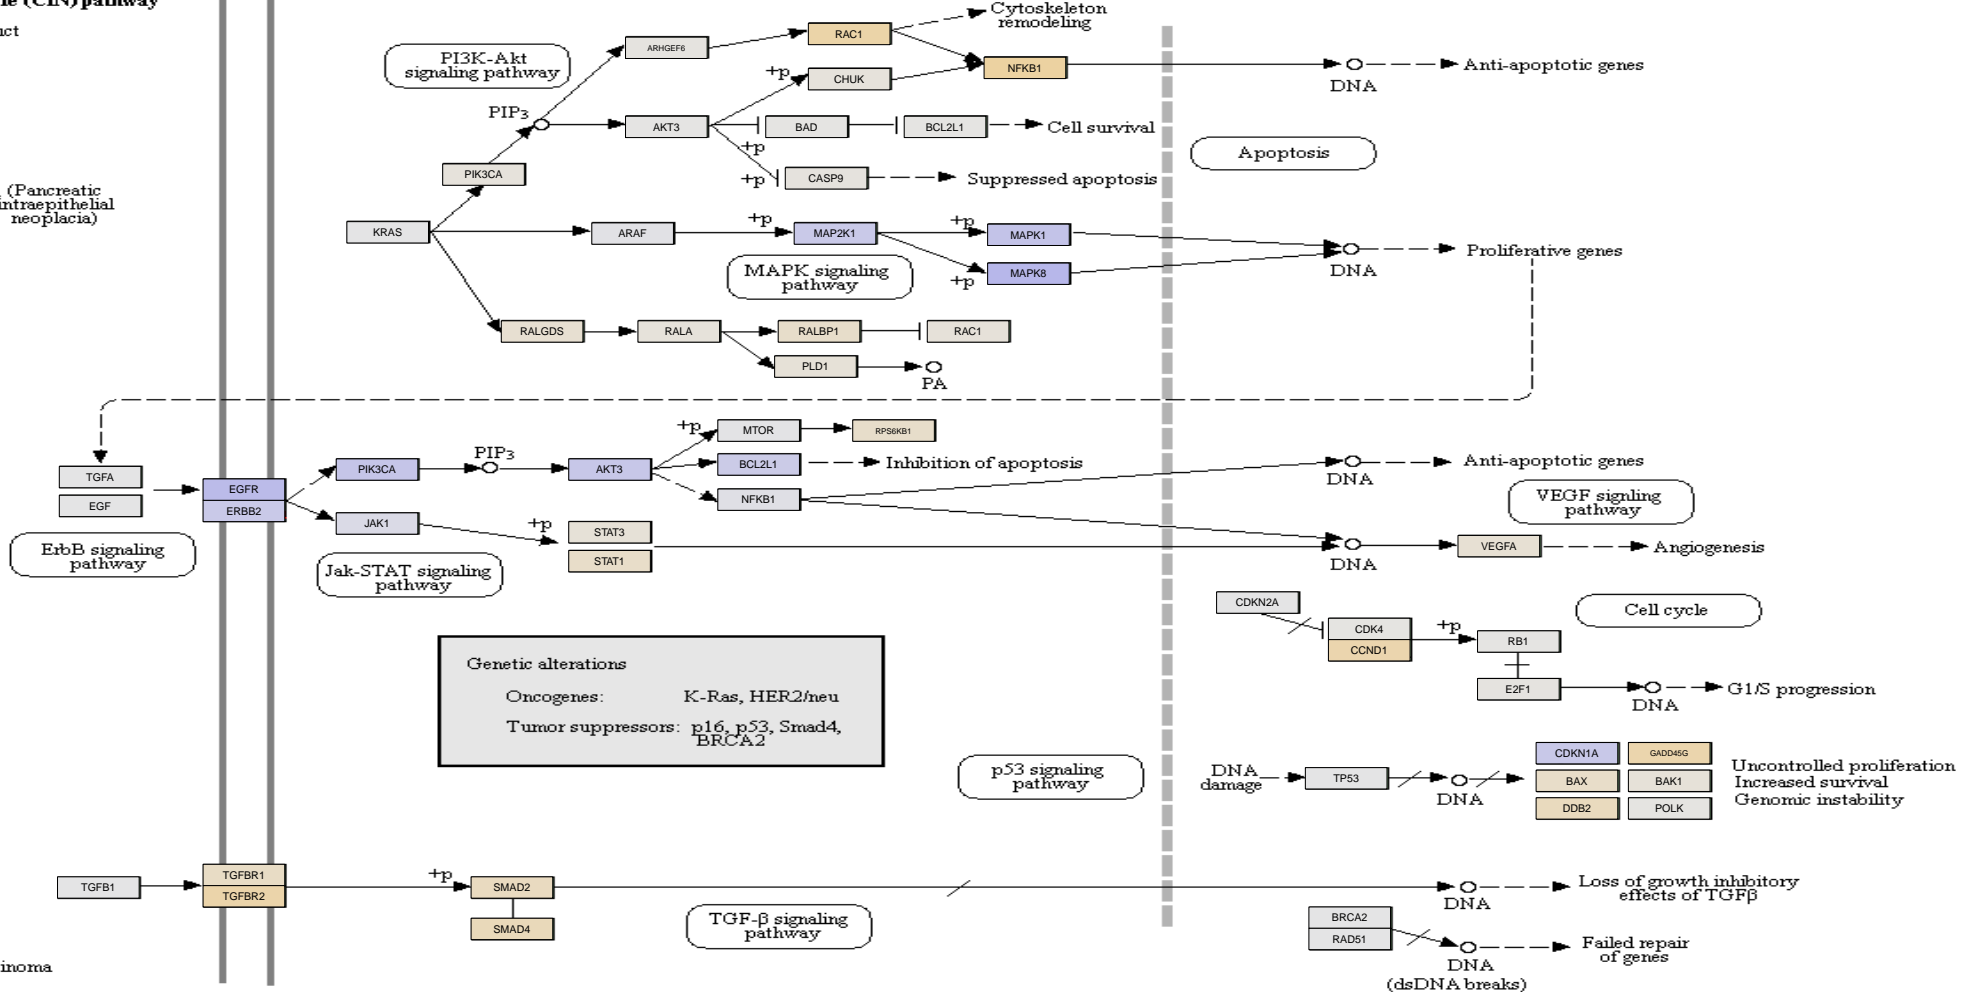 (CIN) pathway
Cytoskeleton
remodeling
PI3K-Akt
signaling pathway
ARHGEF6
RAC1
NFKB1
CHUK
+p
DNA
Anti-apoptotic genes
PIP3
AKT3
BAD
BCL2L1
Cell survival
+p
Apoptosis
PIK3CA
+p
CASP9
Suppressed apoptosis
(Pancreatic
intraepithelial
neoplacia)
KRAS
ARAF
+p
MAP2K1
+p
MAPK1
MAPK signaling
pathway
+p
MAPK8
DNA
Proliferative genes
RALGDS
RALA
RALBP1
RAC1
PLD1
PA
TGFA
EGF
EGFR
ERBB2
ErbB signaling
pathway
PIK3CA
PIP3
AKT3
+p
MTOR
RPS6KB1
BCL2L1
Inhibition of apoptosis
NFKB1
DNA
Anti-apoptotic genes
VEGF signling
pathway
JAK1
+p
STAT3
STAT1
Jak-STAT signaling
pathway
DNA
VEGFA
Angiogenesis
CDKN2A
CDK4
CCND1
+p
RB1
E2F1
Cell cycle
DNA
G1/S progression
Genetic alterations
Oncogenes: K-Ras, HER2/neu
Tumor suppressors: p16, p53, Smad4,
BRCA2
p53 signaling
pathway
DNA
damage
TP53
DNA
CDKN1A
GADD45G
BAX
BAK1
DDB2
POLK
Uncontrolled proliferation
Increased survival
Genomic instability
TGFB1
TGFBR1
TGFBR2
+p
SMAD2
SMAD4
TGF-β signaling
pathway
DNA
Loss of growth inhibitory
effects of TGFβ
BRCA2
RAD51
DNA
(dsDNA breaks)
Failed repair
of genes